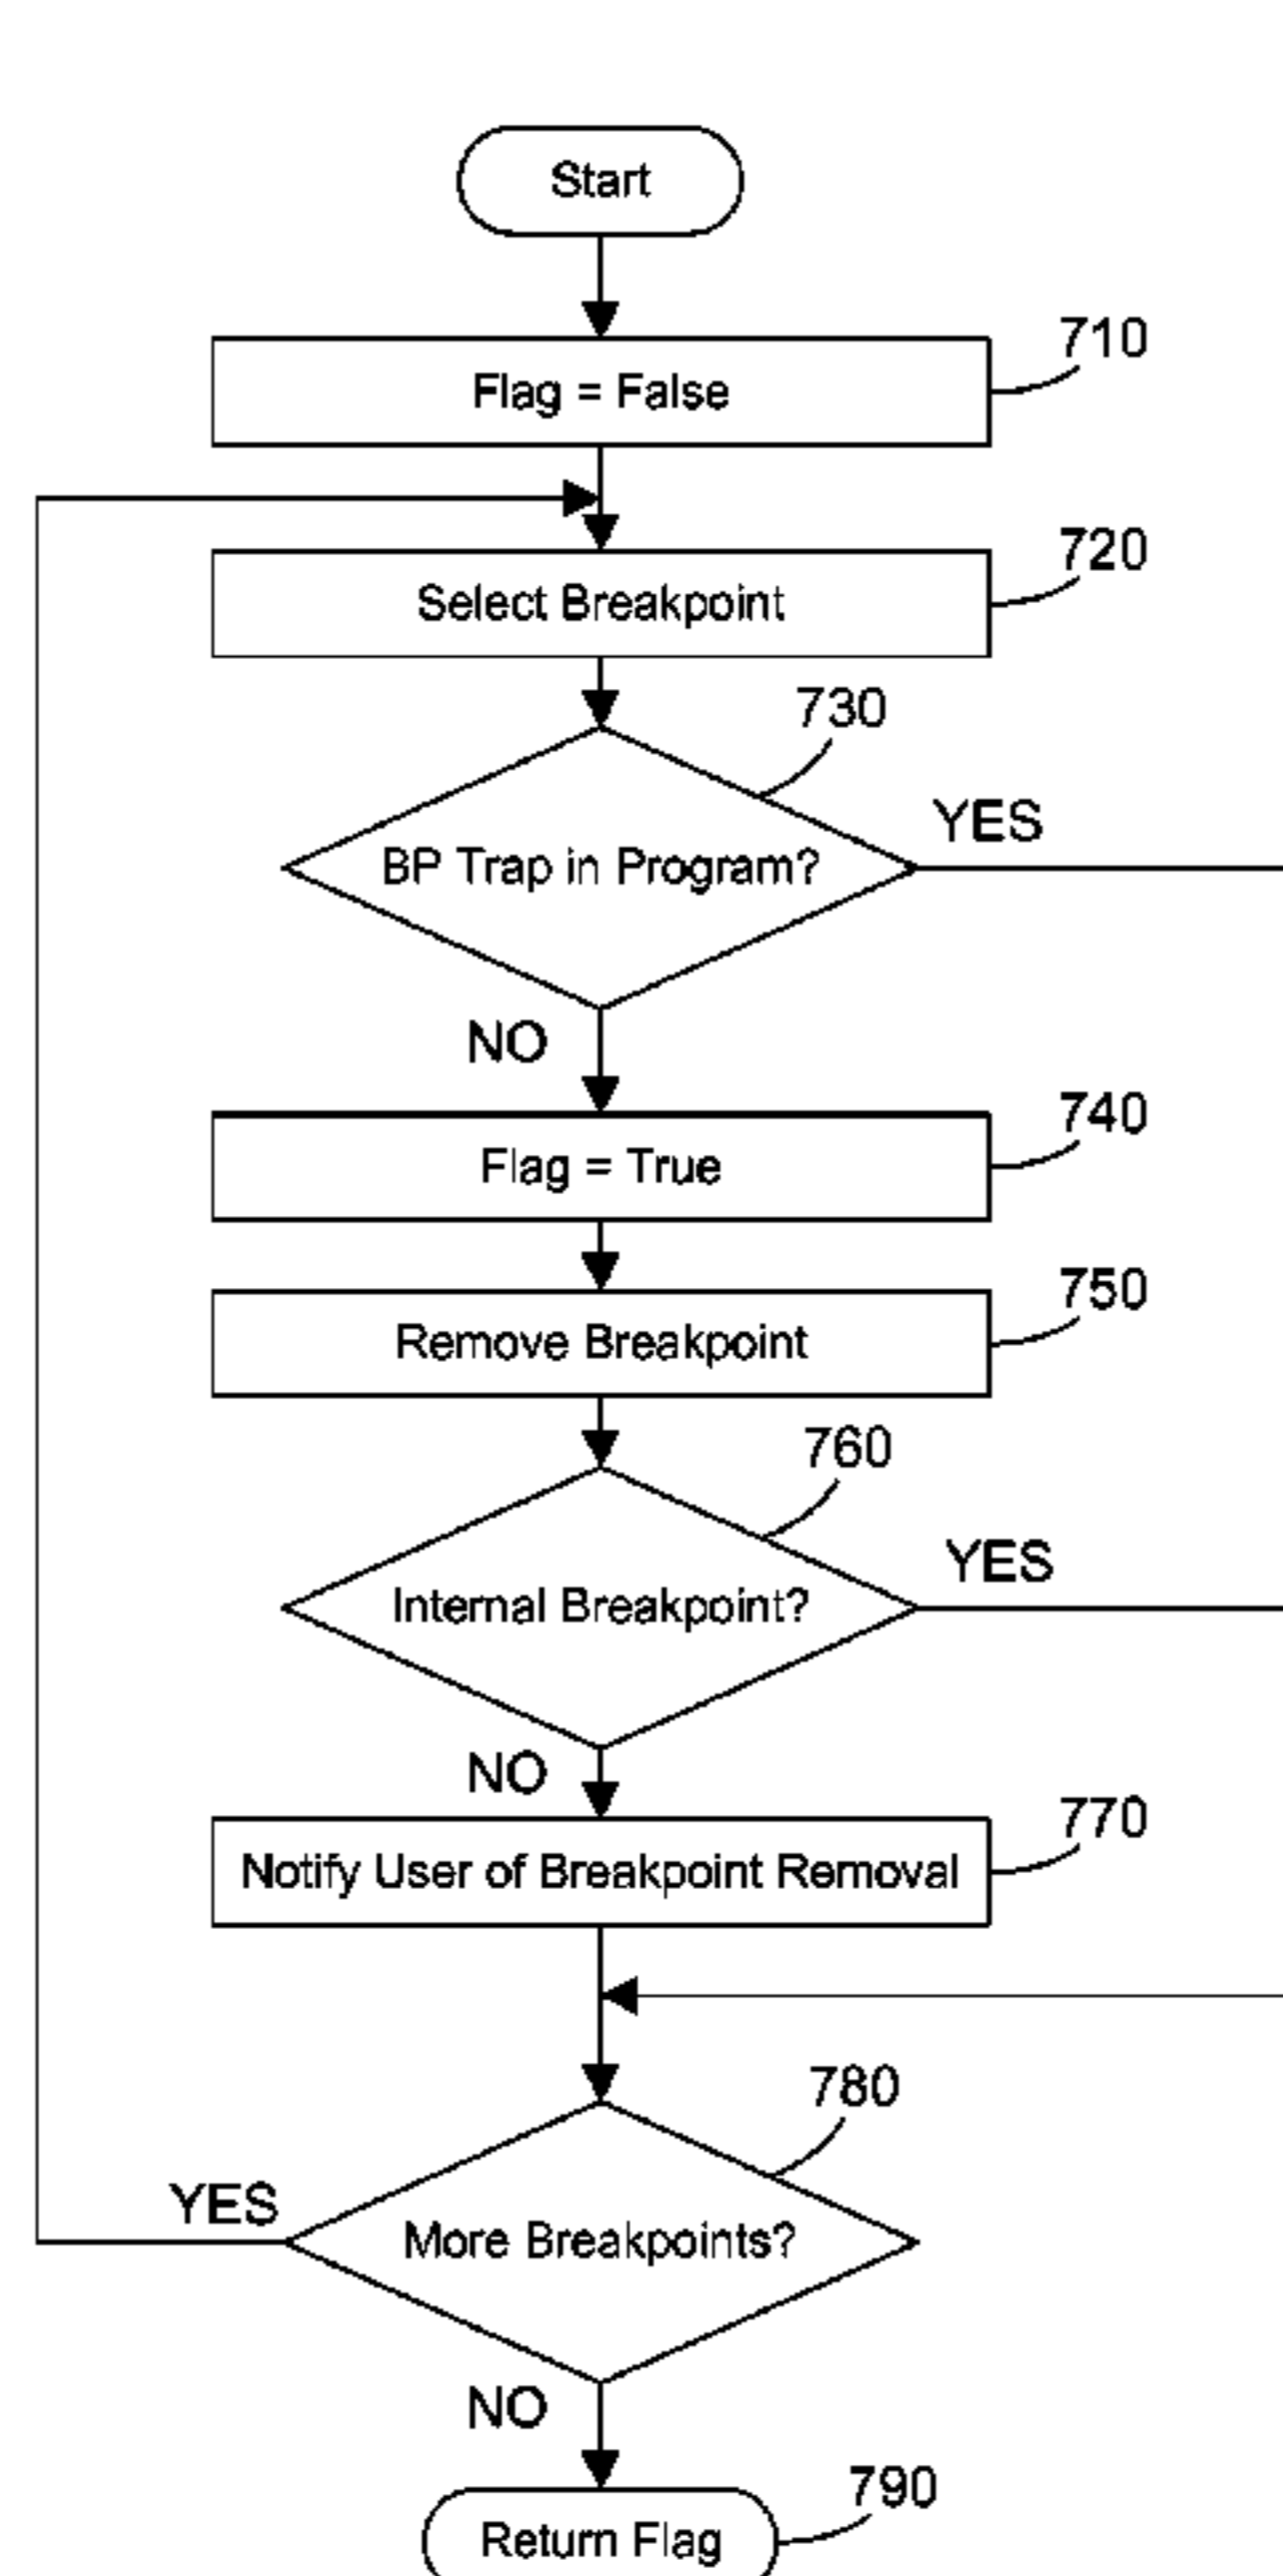 Start
710
Flag = False
720
Select Breakpoint
730
YES
BP Trap in Program?
NO
740
Flag = True
750
Remove Breakpoint
760
YES
Internal Breakpoint?
NO
770
Notify User of Breakpoint Removal
780
YES
More Breakpoints?
NO
790
Return Flag